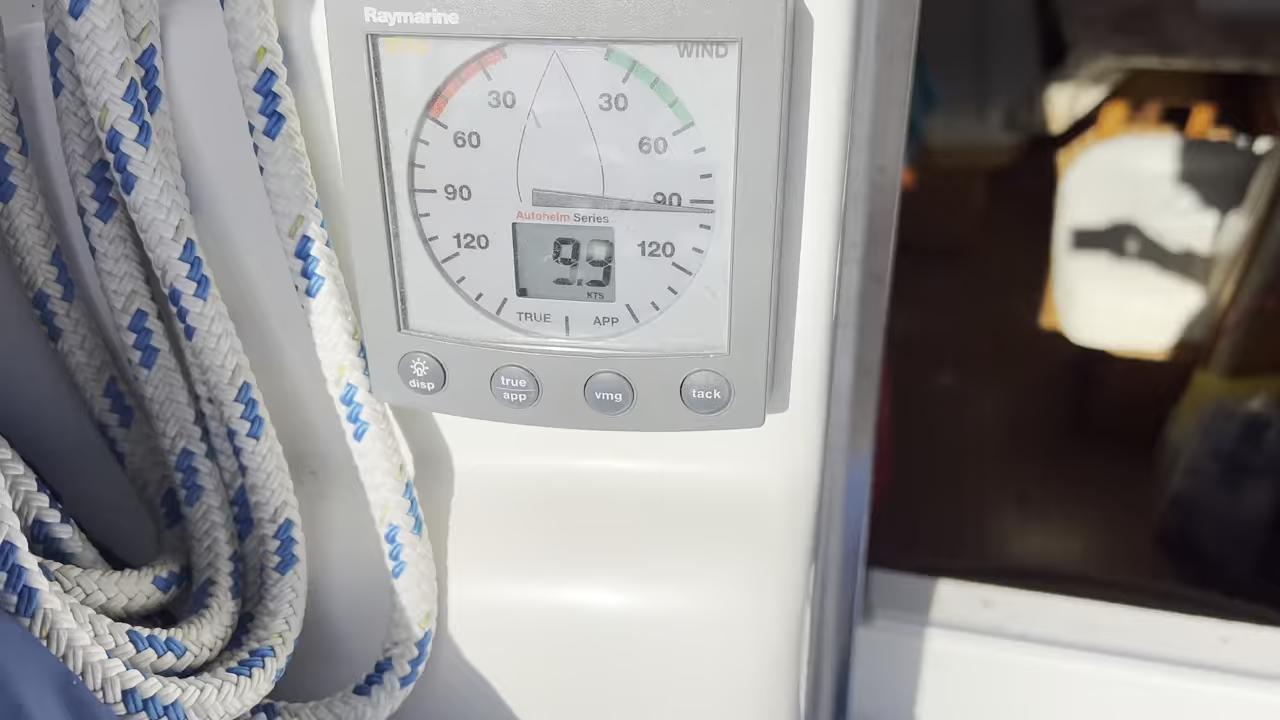 Raymarine
WIND
30 30
60 60
90 90
Autohelm Series
120 120
9.9
KTS
TRUE APP
disp
true
app
vmg
tack